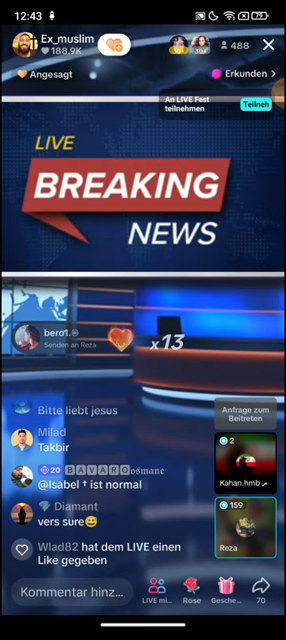 12:43
79
Ex_muslim
188.9K
488
Angesagt
Erkunden >
An LIVE Fest
teilnehmen
Teilneh
LIVE
BREAKING
NEWS
bero1.
Senden an Reza
x13
Bitte liebt jesus
Milad
Takbir
20 BAVARO𝔬𝔰𝔪𝔞𝔫𝔢
@Isabel † ist normal
Diamant
vers sure😅
Wlad82 hat dem LIVE einen
Like gegeben
Anfrage zum
Beitreten
2
Kahan.hmb
159
Reza
Kommentar hinz...
LIVE mi...
Rose
Gesche...
70